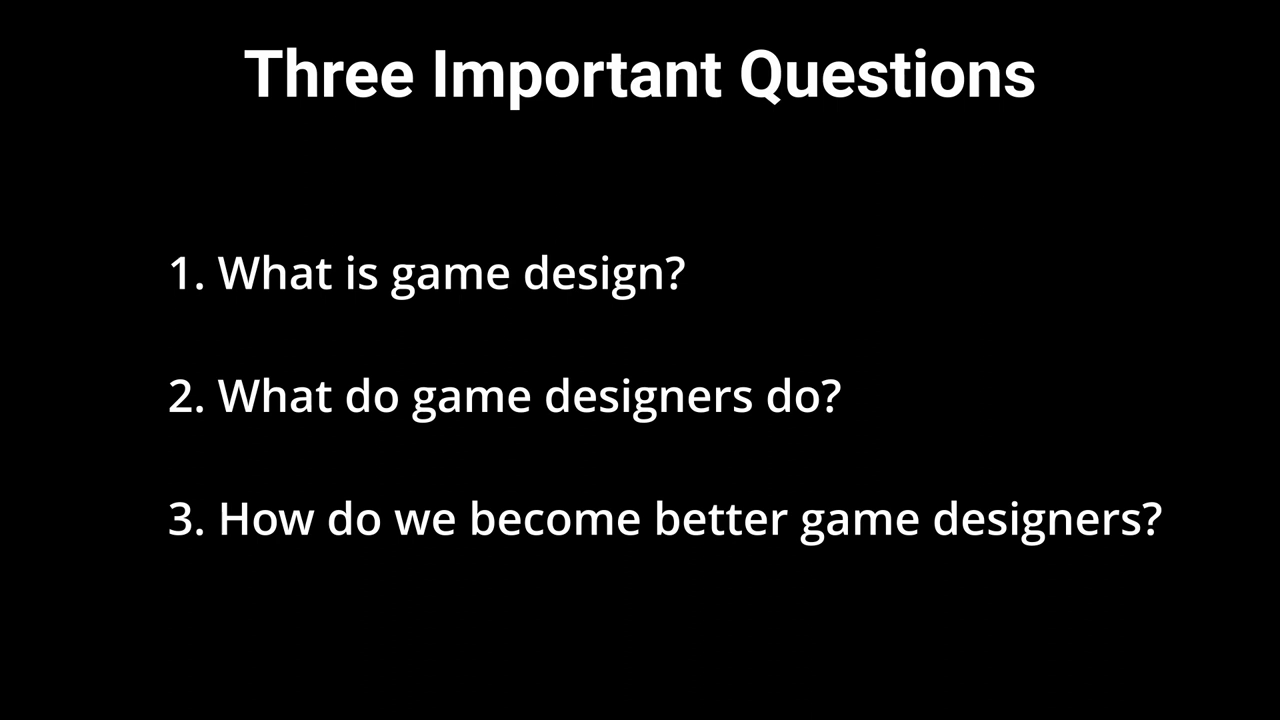 Three Important Questions
1. What is game design?
2. What do game designers do?
3. How do we become better game designers?